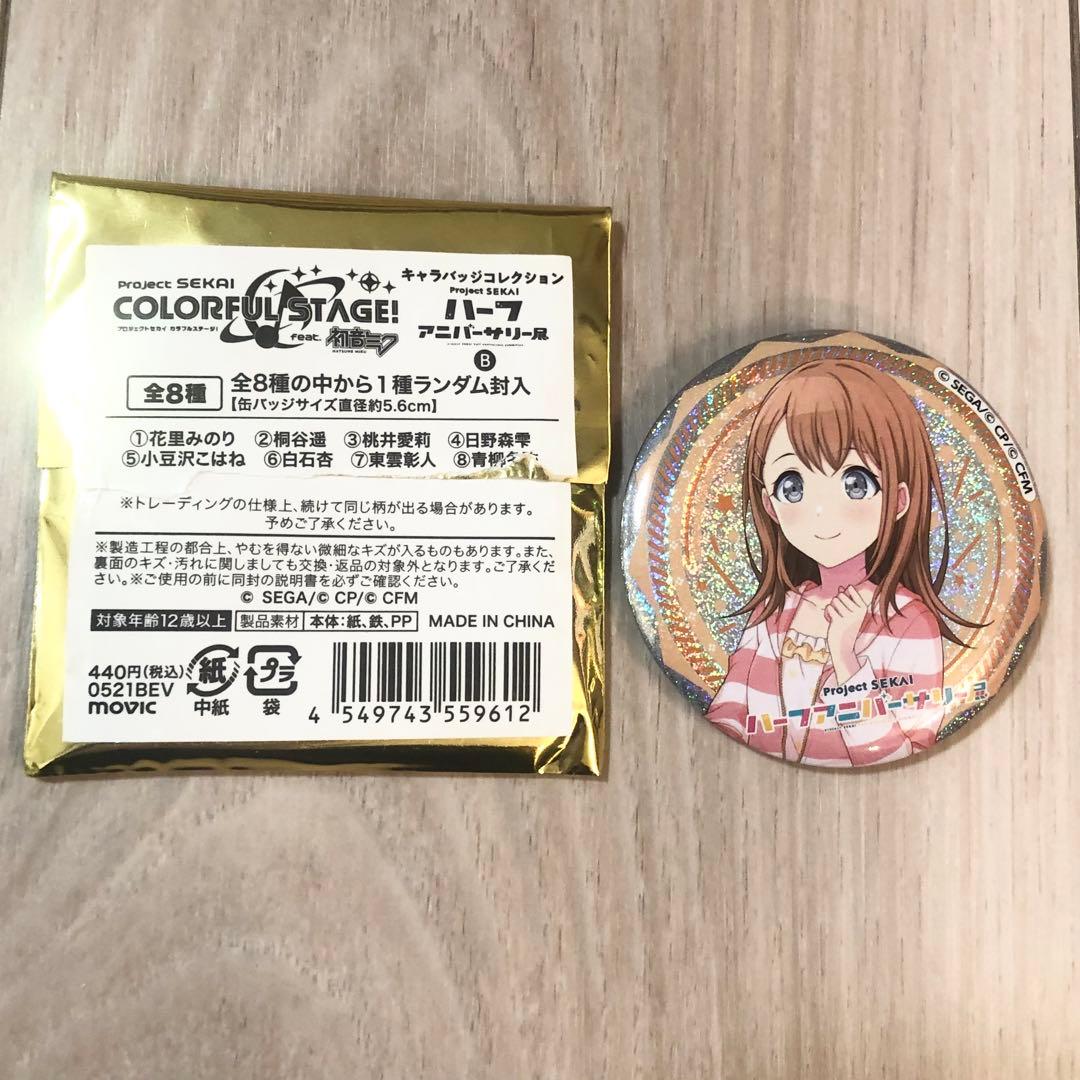 Project SEKAI
COLORFUL STAGE!
プロジェクトセカイ カラフルステージ!
feat. 初音ミク
HATSUNE MIKU
キャラバッジコレクション
Project SEKAI
ハーフ
アニバーサリー展
B
全8種
全8種の中から1種ランダム封入
【缶バッジサイズ直径約5.6cm】
①花里みのり ②桐谷遥 ③桃井愛莉 ④日野森雫
⑤小豆沢こはね ⑥白石杏 ⑦東雲彰人 ⑧青柳
※トレーディングの仕様上、続けて同じ柄が出る場合があります。
予めご了承ください。
※製造工程の都合上、やむを得ない微細なキズが入るものもあります。また、
裏面のキズ・汚れに関しましても交換・返品の対象外となります。ご了承くだ
さい。※ご使用の前に同封の説明書を必ずご確認ください。
© SEGA/© CP/© CFM
対象年齢12歳以上 製品素材 本体:紙、鉄、PP MADE IN CHINA
440円(税込)
0521BEV
movic
紙
中紙
プラ
袋
4 549743 559612
© SEGA/© CP/© CFM
Project SEKAI
ハーフアニバーサリー展